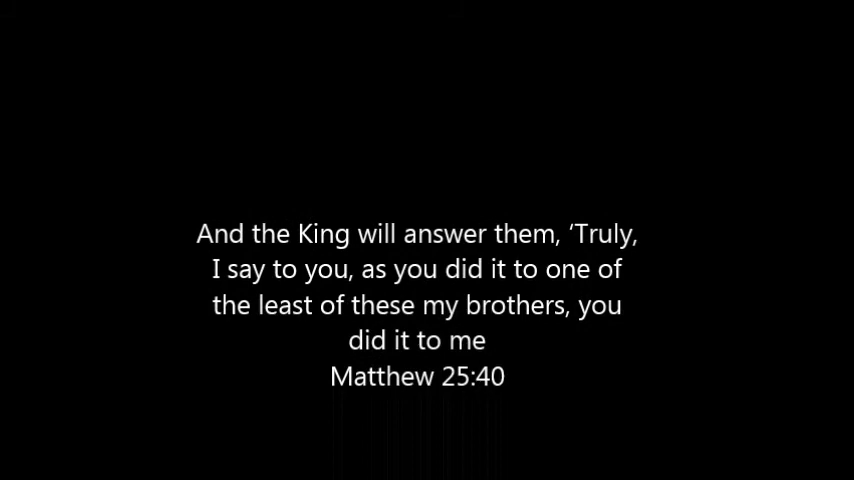 And the King will answer them, ‘Truly,
I say to you, as you did it to one of
the least of these my brothers, you
did it to me
Matthew 25:40